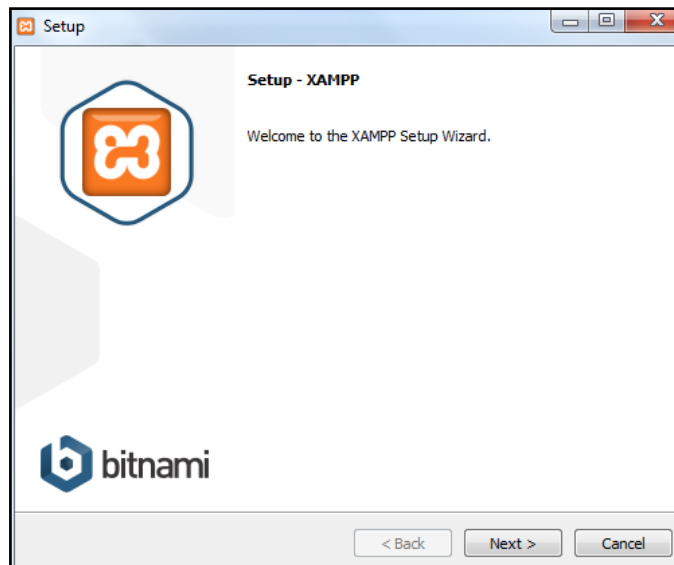 Setup
Setup - XAMPP
Welcome to the XAMPP Setup Wizard.
bitnami
< Back
Next >
Cancel